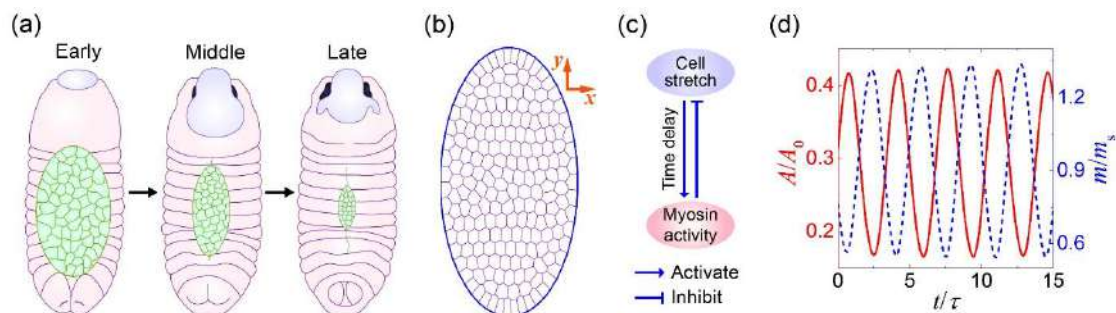 (a)
Early
Middle
Late
(b)
y
x
(c)
Cell
stretch
Time delay
Myosin
activity
Activate
Inhibit
(d)
A/A0
0.4
0.3
0.2
0
5
10
15
t/τ
1.2
0.9
0.6
m/ms